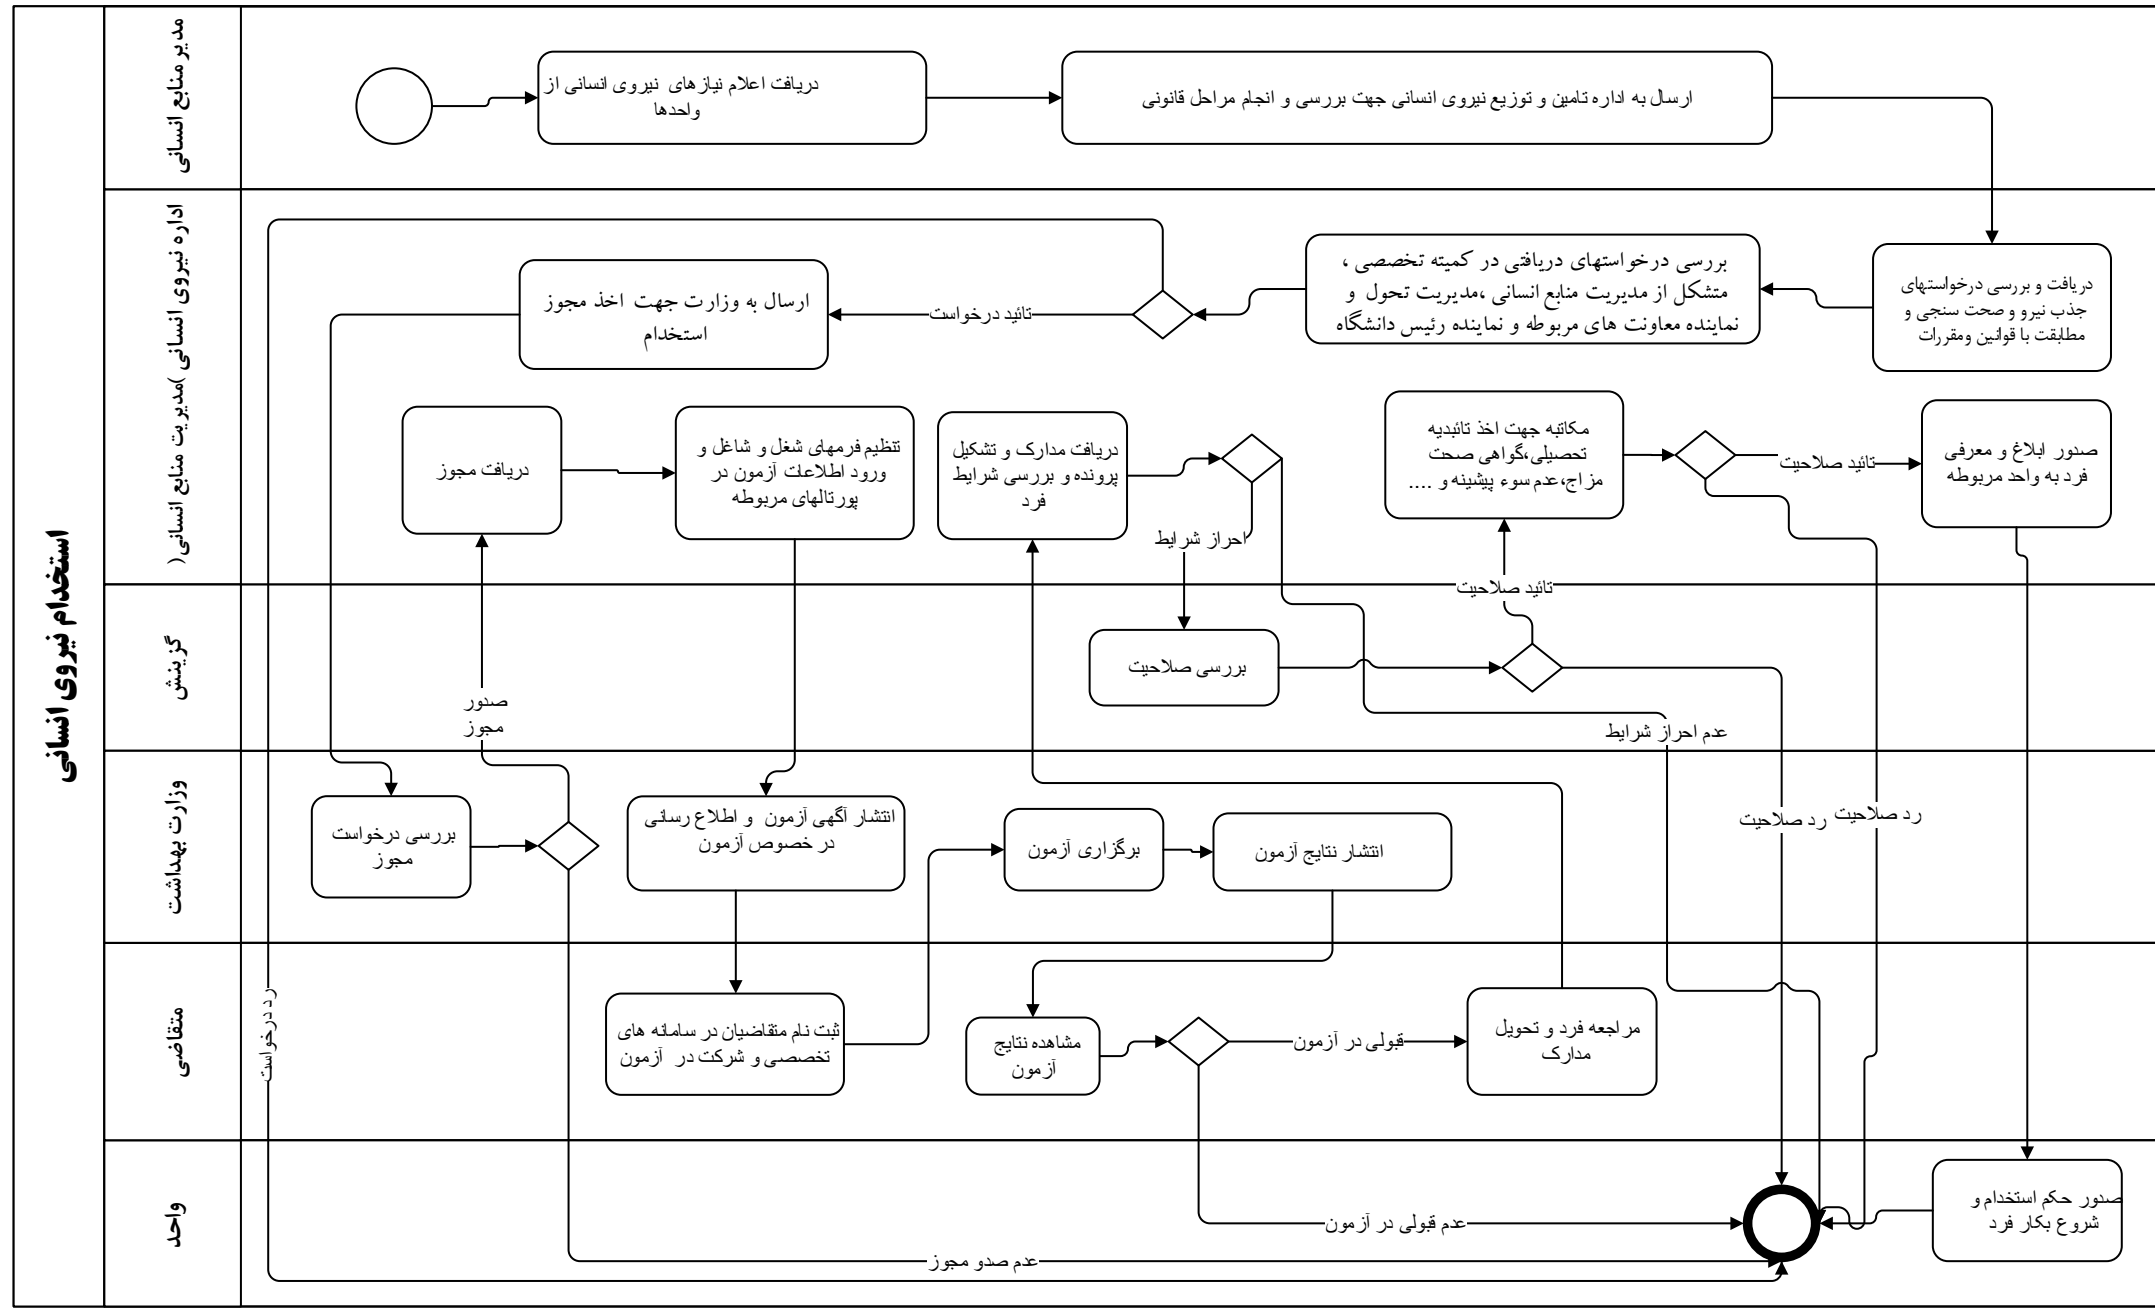 استخدام نیروی انسانی
مدیر منابع انسانی
دریافت اعلام نیازهای نیروی انسانی از
واحدها
ارسال به اداره تامین و توزیع نیروی انسانی جهت بررسی و انجام مراحل قانونی
اداره نیروی انسانی )مدیریت منابع انسانی(
دریافت و بررسی درخواستهای
جذب نیرو و صحت سنجی و
مطابقت با قوانین ومقررات
بررسی درخواستهای دریافتی در کمیته تخصصی ،
متشکل از مدیریت منابع انسانی ،مدیریت تحول و
نماینده معاونت های مربوطه و نماینده رئیس دانشگاه
تائید درخواست
ارسال به وزارت جهت اخذ مجوز
استخدام
دریافت مجوز
تنظیم فرمهای شغل و شاغل و
ورود اطلاعات آزمون در
پورتالهای مربوطه
دریافت مدارک و تشکیل
پرونده و بررسی شرایط
فرد
احراز شرایط
مکاتبه جهت اخذ تائیدیه
تحصیلی،گواهی صحت
مزاج،عدم سوء پیشینه و ....
تائید صلاحیت
صدور ابلاغ و معرفی
فرد به واحد مربوطه
گزینش
تائید صلاحیت
بررسی صلاحیت
صدور
مجوز
عدم احراز شرایط
وزارت بهداشت
بررسی درخواست
مجوز
انتشار آگهی آزمون و اطلاع رسانی
در خصوص آزمون
برگزاری آزمون
انتشار نتایج آزمون
رد صلاحیت
رد صلاحیت
متقاضی
رد درخواست
ثبت نام متقاضیان در سامانه های
تخصصی و شرکت در آزمون
مشاهده نتایج
آزمون
قبولی در آزمون
مراجعه فرد و تحویل
مدارک
واحد
عدم قبولی در آزمون
عدم صدو مجوز
صدور حکم استخدام و
شروع بکار فرد